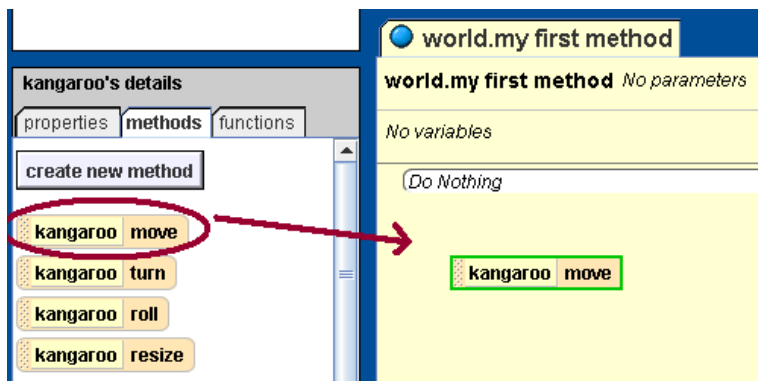 kangaroo's details
properties methods functions
create new method
kangaroo move
kangaroo turn
kangaroo roll
kangaroo resize
world.my first method
world.my first method No parameters
No variables
(Do Nothing
kangaroo move